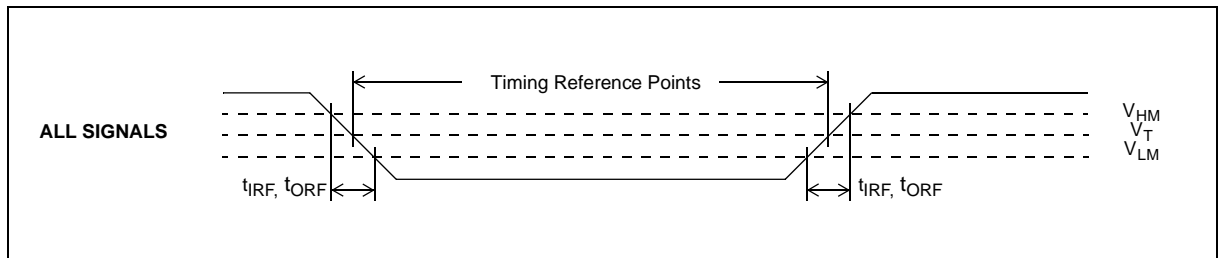 Timing Reference Points
ALL SIGNALS
V_HM
V_T
V_LM
t_IRF, t_ORF
t_IRF, t_ORF